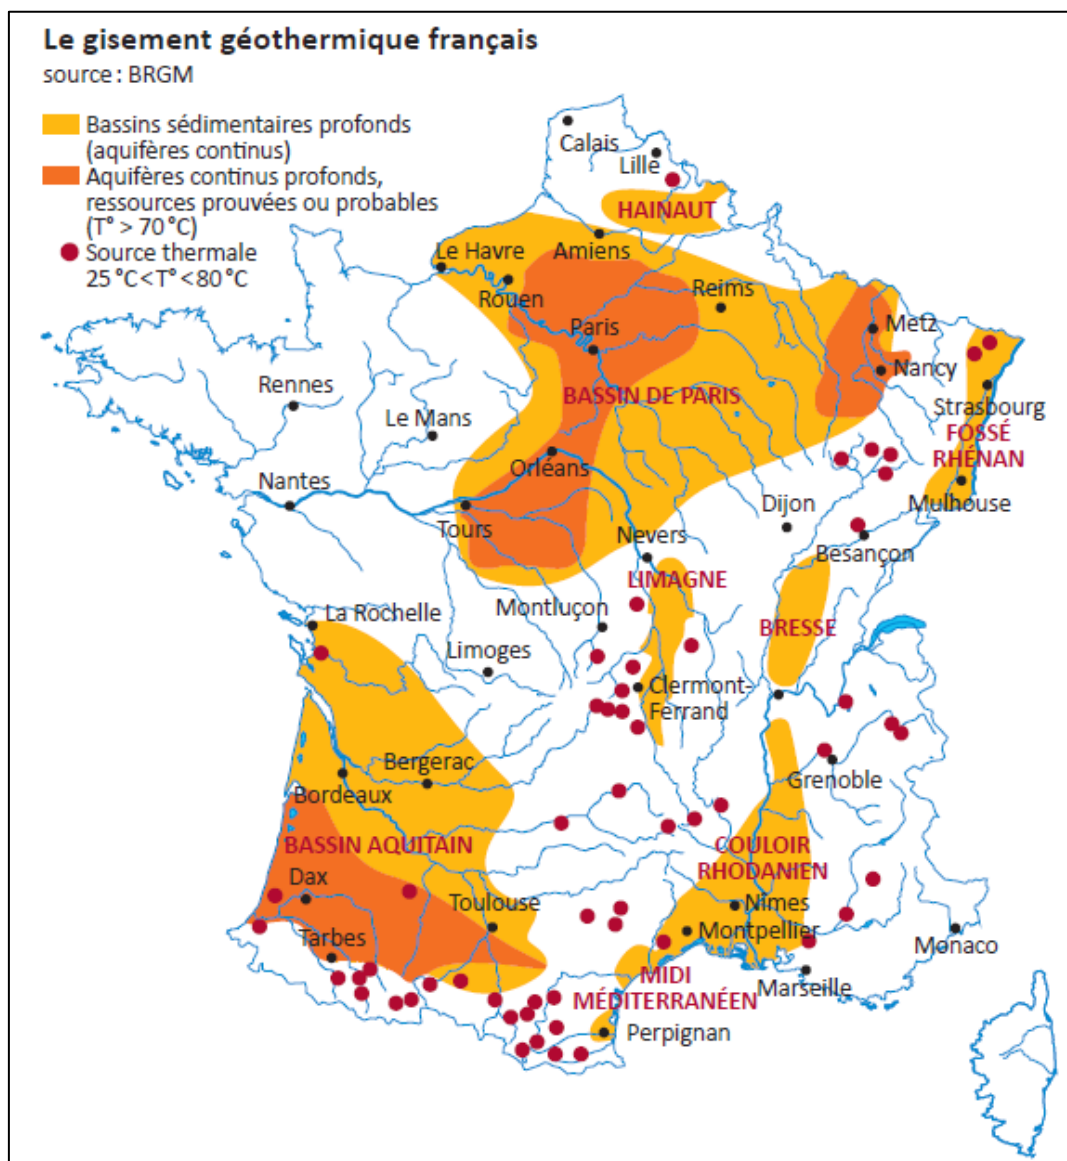 Le gisement géothermique français
source : BRGM
Bassins sédimentaires profonds
(aquifères continus)
Aquifères continus profonds,
ressources prouvées ou probables
(T° > 70 °C)
Source thermale
25 °C < T° < 80 °C
Calais
Lille
HAINAUT
Amiens
Le Havre
Rouen
Reims
Paris
Metz
Nancy
BASSIN DE PARIS
Strasbourg
FOSSÉ
RHÉNAN
Rennes
Le Mans
Orléans
Nantes
Tours
Dijon
Mulhouse
Nevers
Besançon
LIMAGNE
Montluçon
La Rochelle
BRESSE
Limoges
Clermont-
Ferrand
Bergerac
Bordeaux
Grenoble
BASSIN AQUITAIN
COULOIR
RHODANIEN
Dax
Toulouse
Nîmes
Montpellier
Tarbes
Monaco
MIDI
MÉDITERRANÉEN
Marseille
Perpignan